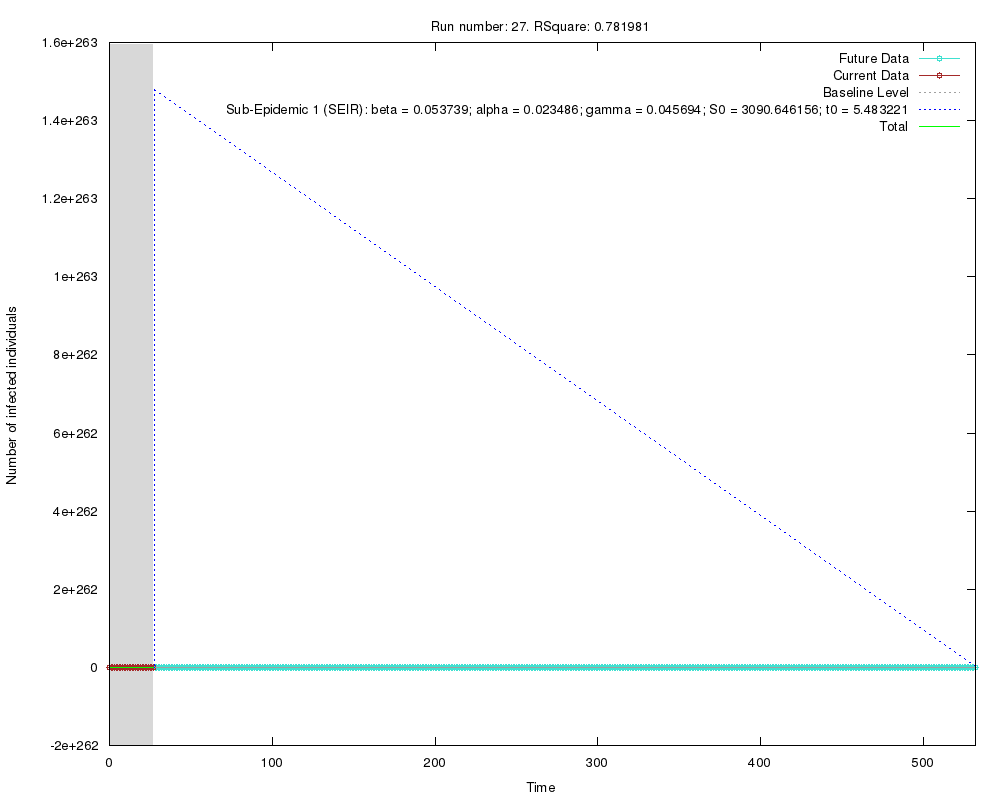 Run number: 27. RSquare: 0.781981
1.6e+263
1.4e+263
1.2e+263
1e+263
8e+262
6e+262
4e+262
2e+262
0
-2e+262
Number of infected individuals
Future Data
Current Data
Baseline Level
Sub-Epidemic 1 (SEIR): beta = 0.053739; alpha = 0.023486; gamma = 0.045694; S0 = 3090.646156; t0 = 5.483221
Total
0 100 200 300 400 500
Time